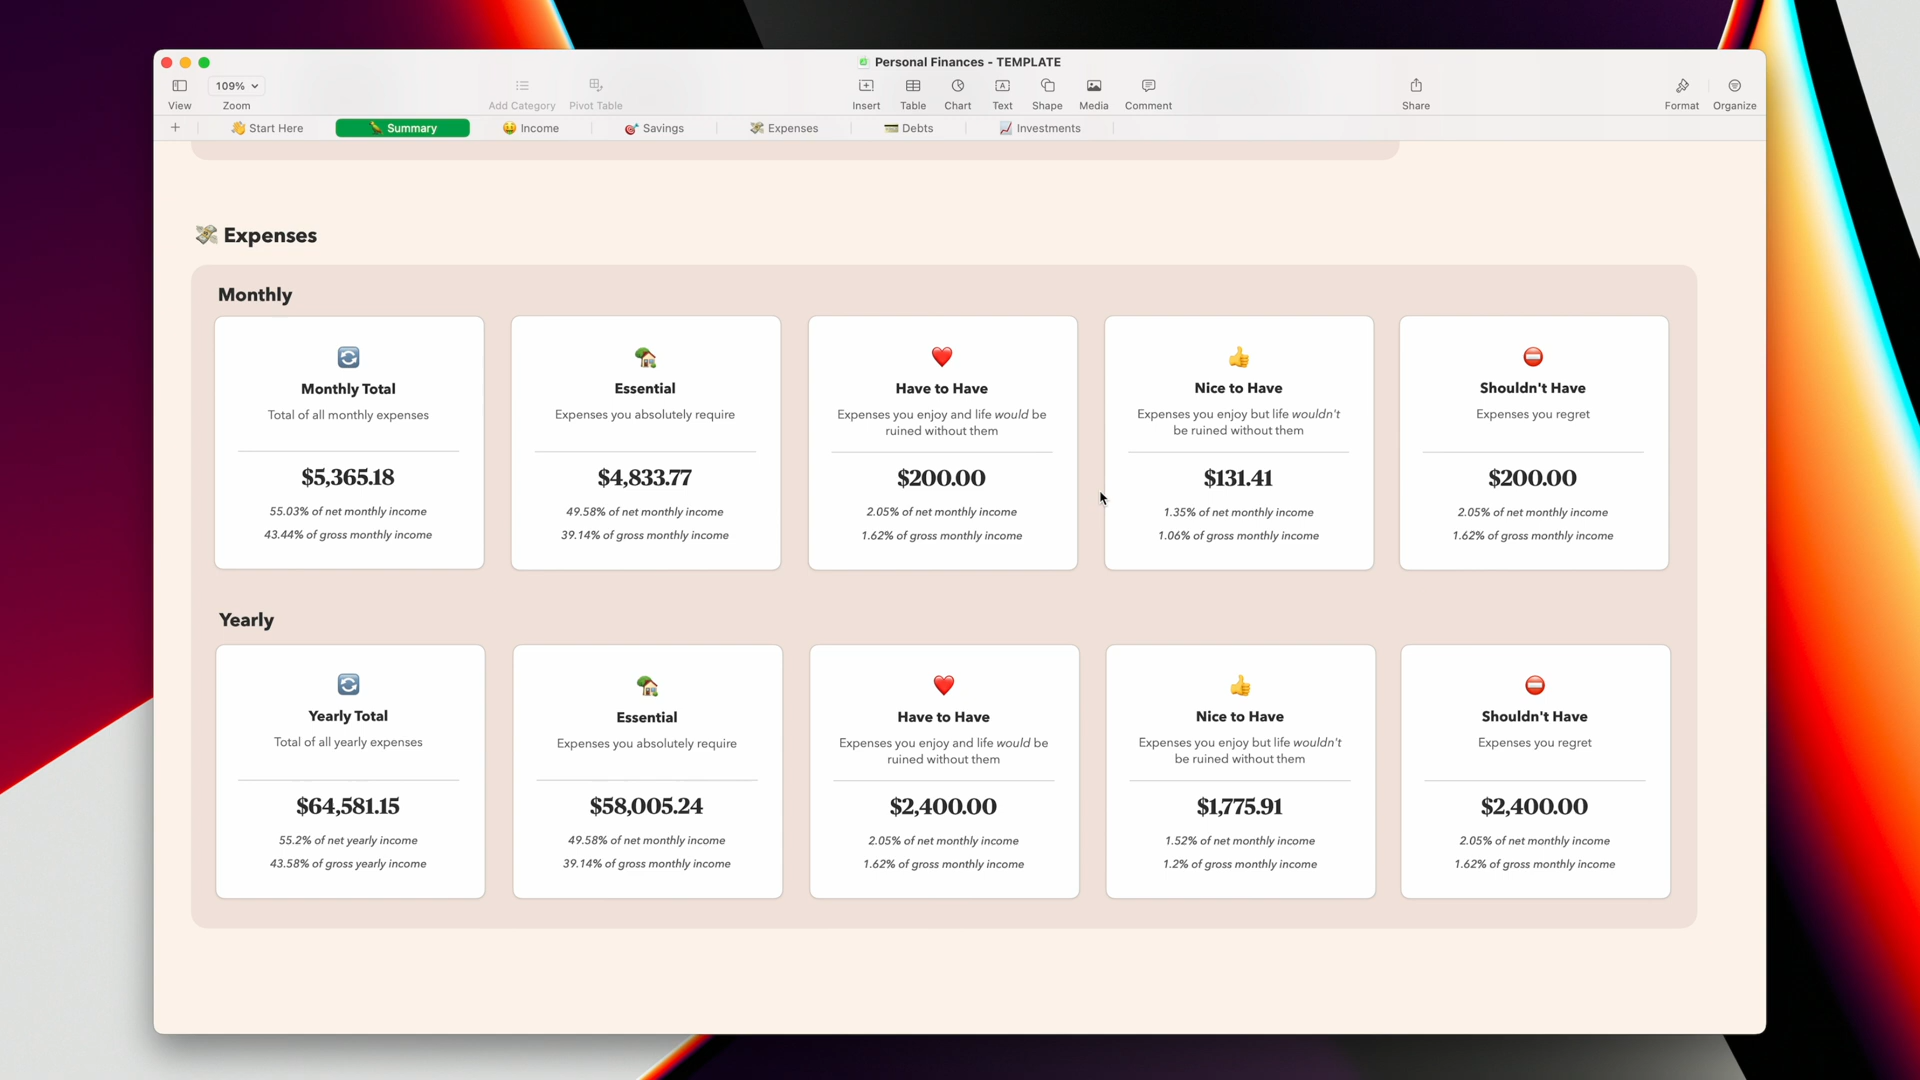 Personal Finances - TEMPLATE
109%
View
Zoom
Add Category
Pivot Table
Insert
Table
Chart
Text
Shape
Media
Comment
Share
Format
Organize
Start Here
Summary
Income
Savings
Expenses
Debts
Investments
Expenses
Monthly
Monthly Total
Total of all monthly expenses
$5,365.18
55.03% of net monthly income
43.44% of gross monthly income
Essential
Expenses you absolutely require
$4,833.77
49.58% of net monthly income
39.14% of gross monthly income
Have to Have
Expenses you enjoy and life would be
ruined without them
$200.00
2.05% of net monthly income
1.62% of gross monthly income
Nice to Have
Expenses you enjoy but life wouldn't
be ruined without them
$131.41
1.35% of net monthly income
1.06% of gross monthly income
Shouldn't Have
Expenses you regret
$200.00
2.05% of net monthly income
1.62% of gross monthly income
Yearly
Yearly Total
Total of all yearly expenses
$64,581.15
55.2% of net yearly income
43.58% of gross yearly income
Essential
Expenses you absolutely require
$58,005.24
49.58% of net monthly income
39.14% of gross monthly income
Have to Have
Expenses you enjoy and life would be
ruined without them
$2,400.00
2.05% of net monthly income
1.62% of gross monthly income
Nice to Have
Expenses you enjoy but life wouldn't
be ruined without them
$1,775.91
1.52% of net monthly income
1.2% of gross monthly income
Shouldn't Have
Expenses you regret
$2,400.00
2.05% of net monthly income
1.62% of gross monthly income